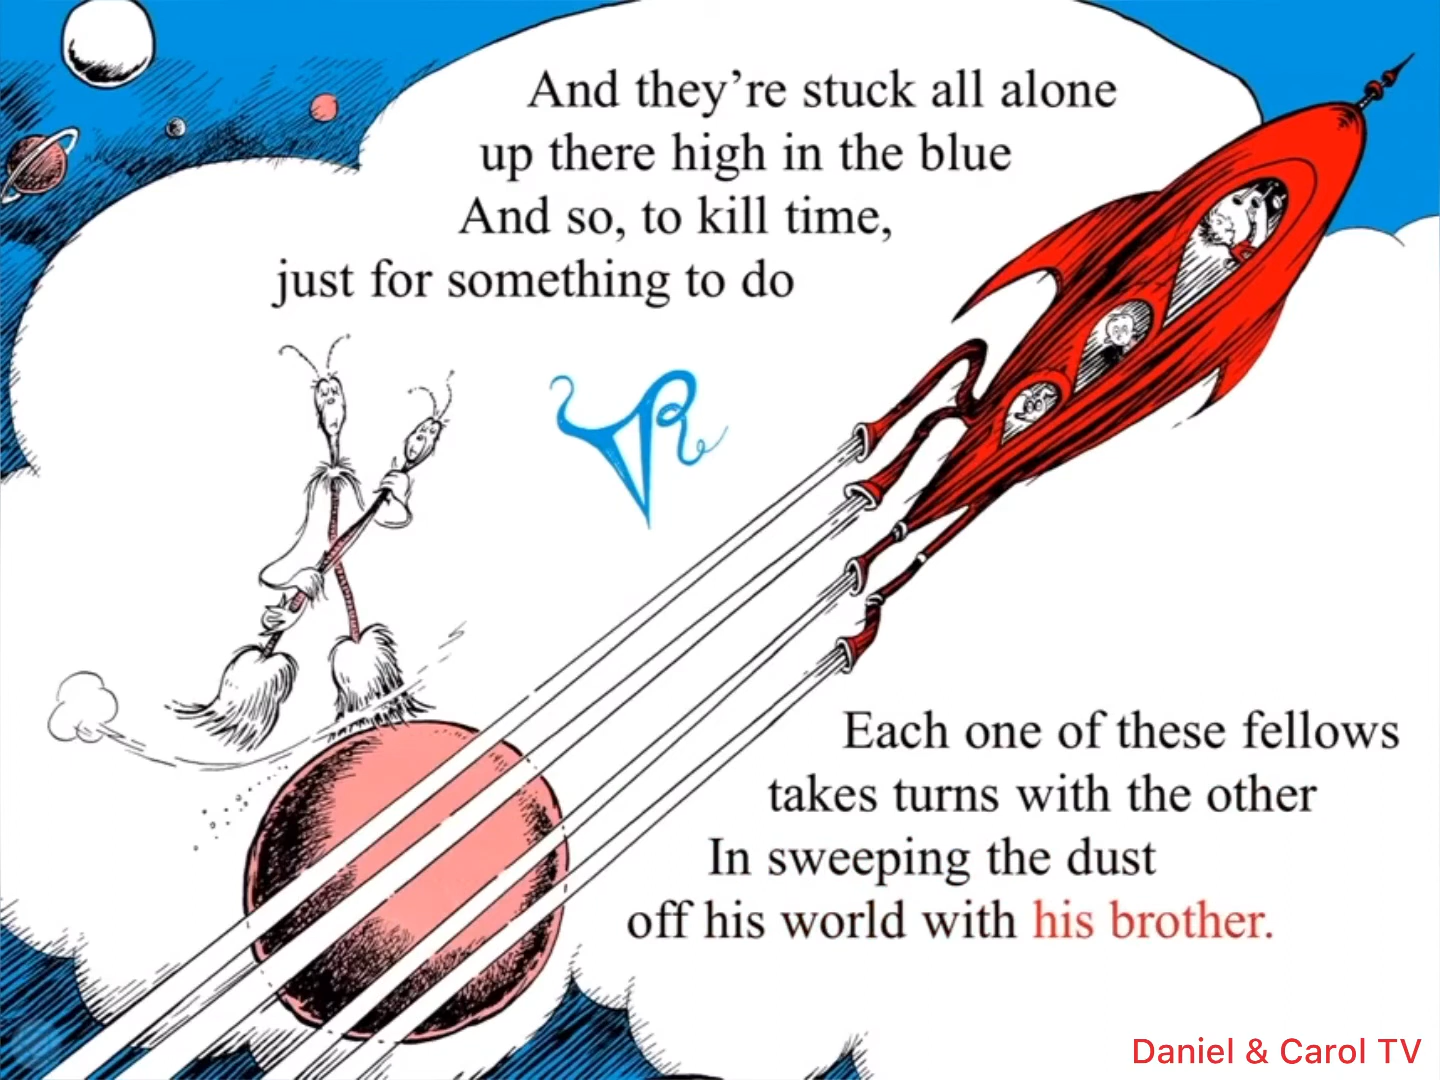 And they're stuck all alone
up there high in the blue
And so, to kill time,
just for something to do
Each one of these fellows
takes turns with the other
In sweeping the dust
off his world with his brother.
Daniel & Carol TV